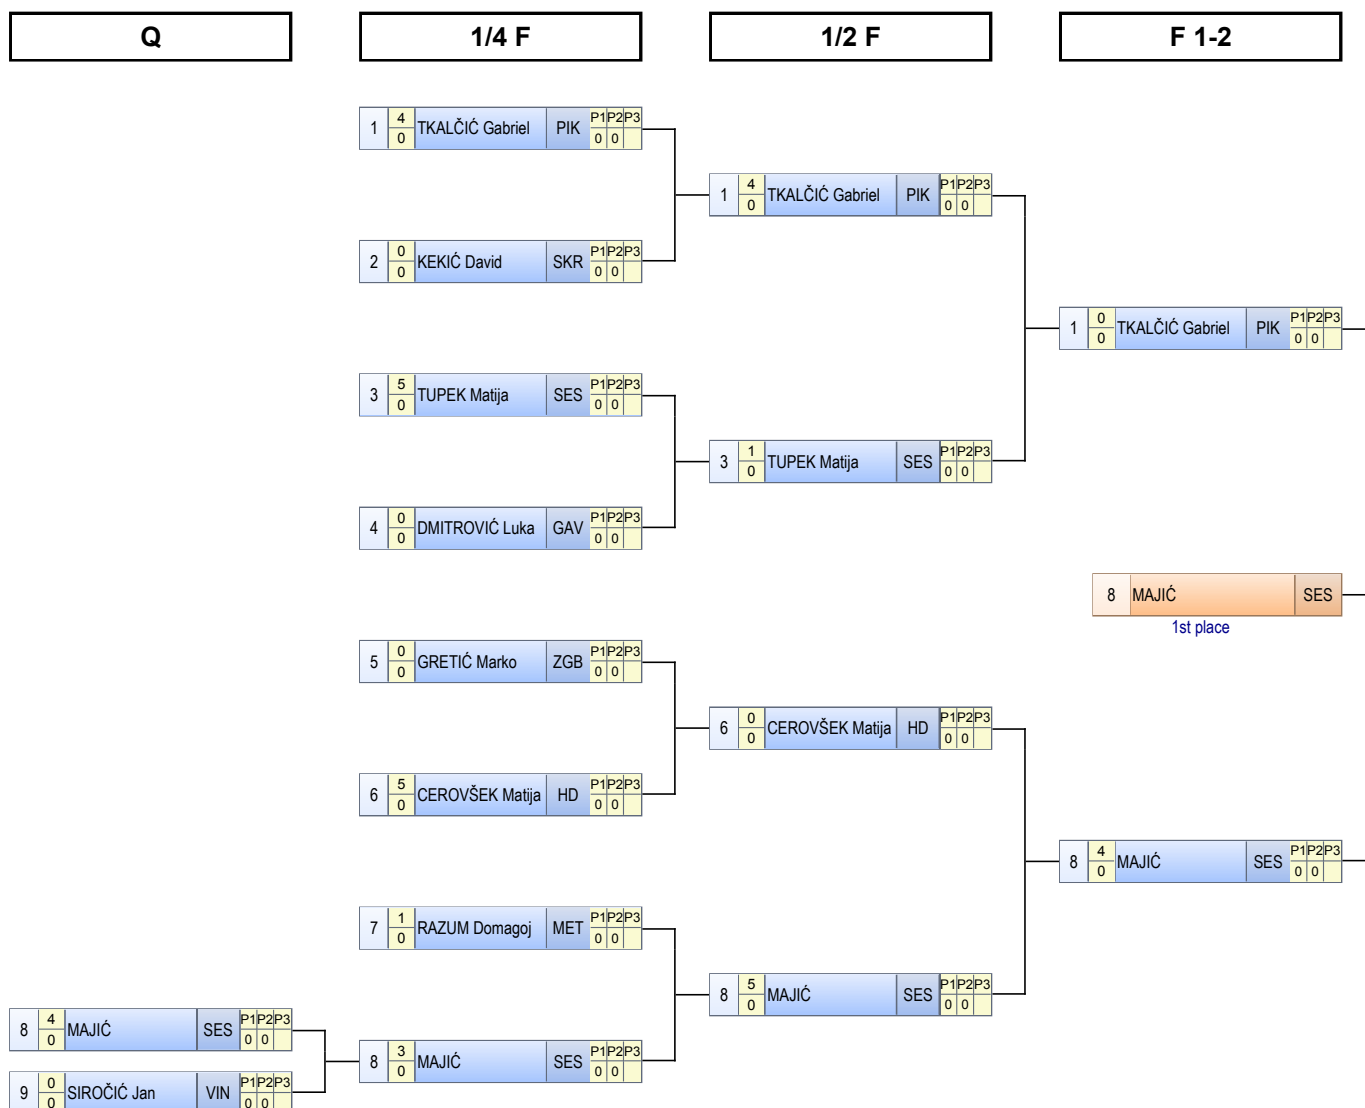 Q 1/4 F 1/2 F F 1-2
1 4 0 TKALČIĆ Gabriel PIK P1 P2 P3 0 0
1 4 0 TKALČIĆ Gabriel PIK P1 P2 P3 0 0
2 0 0 KEKIĆ David SKR P1 P2 P3 0 0
1 0 0 TKALČIĆ Gabriel PIK P1 P2 P3 0 0
3 5 0 TUPEK Matija SES P1 P2 P3 0 0
3 1 0 TUPEK Matija SES P1 P2 P3 0 0
4 0 0 DMITROVIĆ Luka GAV P1 P2 P3 0 0
8 MAJIĆ SES
1st place
5 0 0 GRETIĆ Marko ZGB P1 P2 P3 0 0
6 0 0 CEROVŠEK Matija HD P1 P2 P3 0 0
6 5 0 CEROVŠEK Matija HD P1 P2 P3 0 0
8 4 0 MAJIĆ SES P1 P2 P3 0 0
7 1 0 RAZUM Domagoj MET P1 P2 P3 0 0
8 5 0 MAJIĆ SES P1 P2 P3 0 0
8 4 0 MAJIĆ SES P1 P2 P3 0 0
8 3 0 MAJIĆ SES P1 P2 P3 0 0
9 0 0 SIROČIĆ Jan VIN P1 P2 P3 0 0